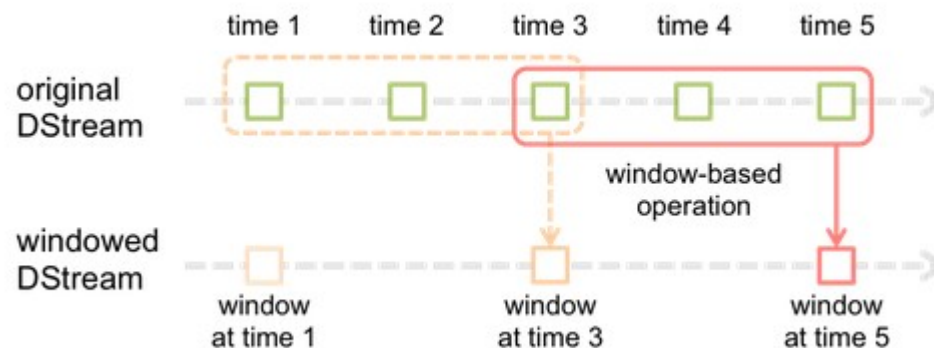 time 1 time 2 time 3 time 4 time 5
original
DStream
window-based
operation
windowed
DStream
window
at time 1
window
at time 3
window
at time 5